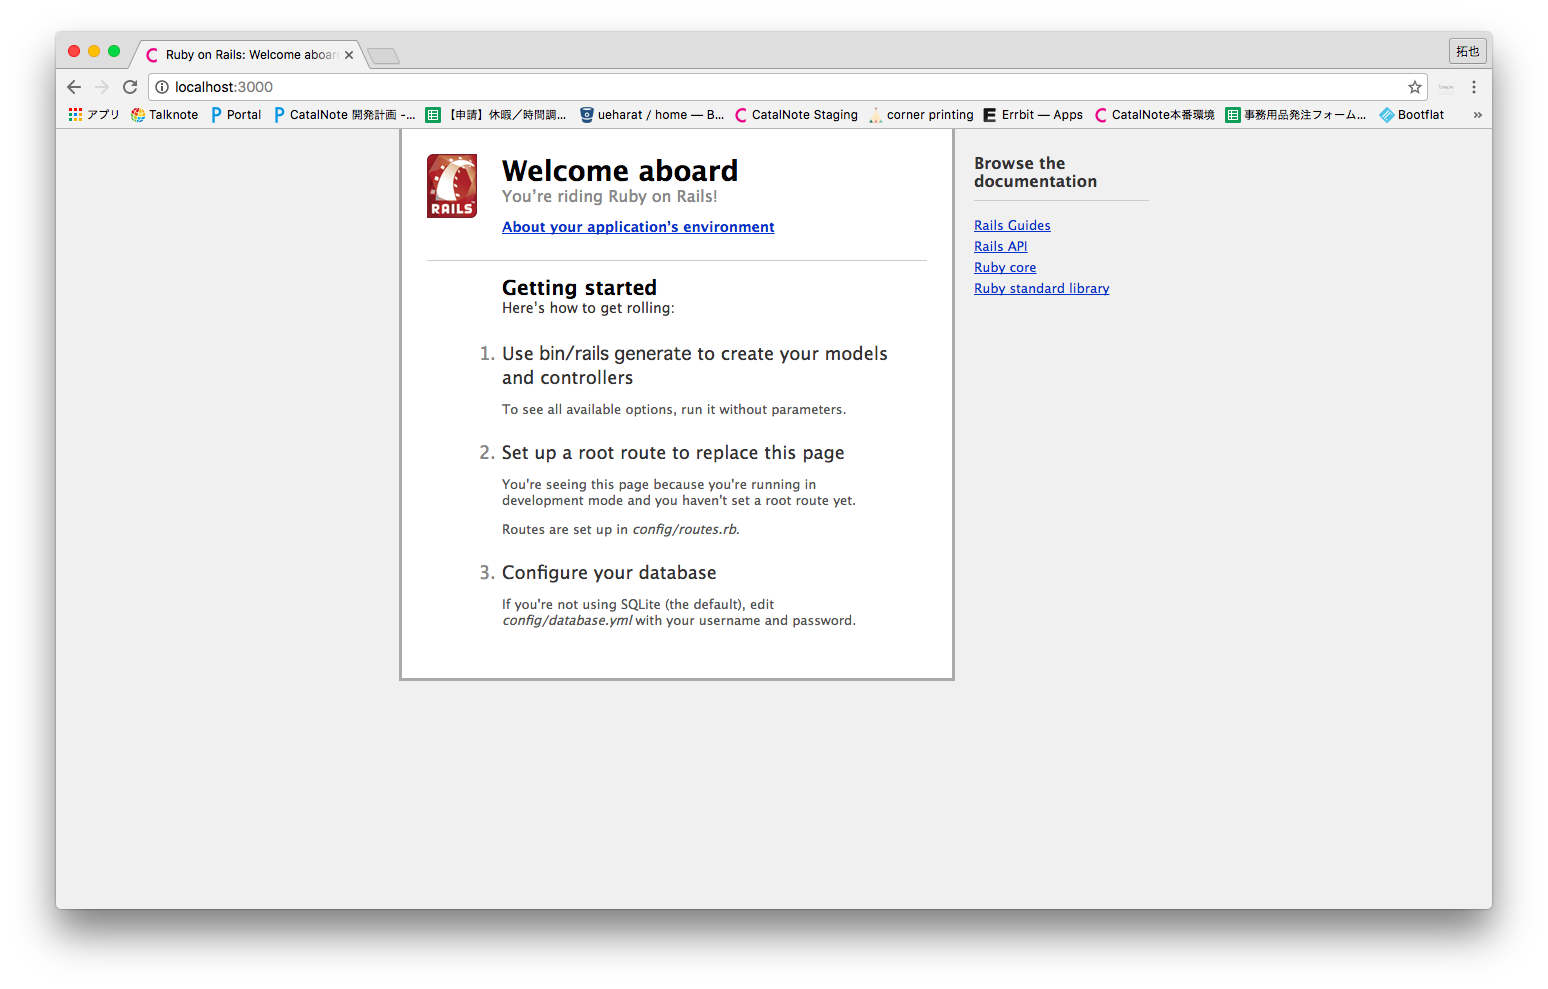 Ruby on Rails: Welcome aboar
拓也
localhost:3000
アプリ Talknote Portal CatalNote 開発計画 -... 【申請】休暇／時間調... ueharat / home — B... CatalNote Staging corner printing Errbit — Apps CatalNote本番環境 事務用品発注フォーム... Bootflat »
RAILS
Welcome aboard
You’re riding Ruby on Rails!
About your application’s environment
Getting started
Here’s how to get rolling:
1. Use bin/rails generate to create your models
and controllers
To see all available options, run it without parameters.
2. Set up a root route to replace this page
You're seeing this page because you're running in
development mode and you haven't set a root route yet.
Routes are set up in config/routes.rb.
3. Configure your database
If you're not using SQLite (the default), edit
config/database.yml with your username and password.
Browse the
documentation
Rails Guides
Rails API
Ruby core
Ruby standard library